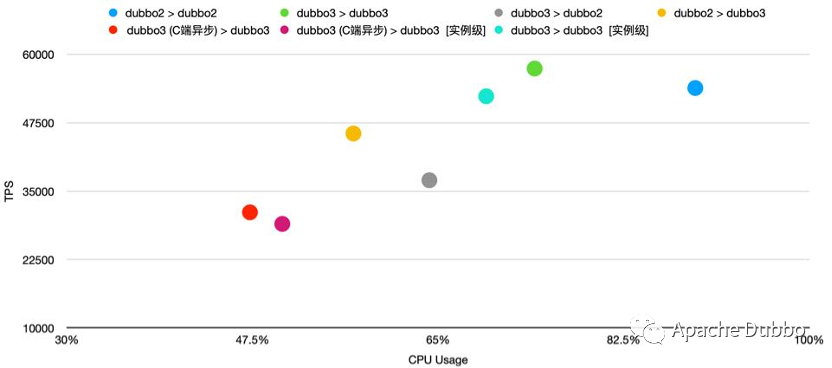 dubbo2 > dubbo2 dubbo3 > dubbo3 dubbo3 > dubbo2 dubbo2 > dubbo3
dubbo3 (C端异步) > dubbo3 dubbo3 (C端异步) > dubbo3 [实例级] dubbo3 > dubbo3 [实例级]
60000
47500
35000
22500
10000
TPS
30% 47.5% 65% 82.5% 100%
CPU Usage
Apache Dubbo